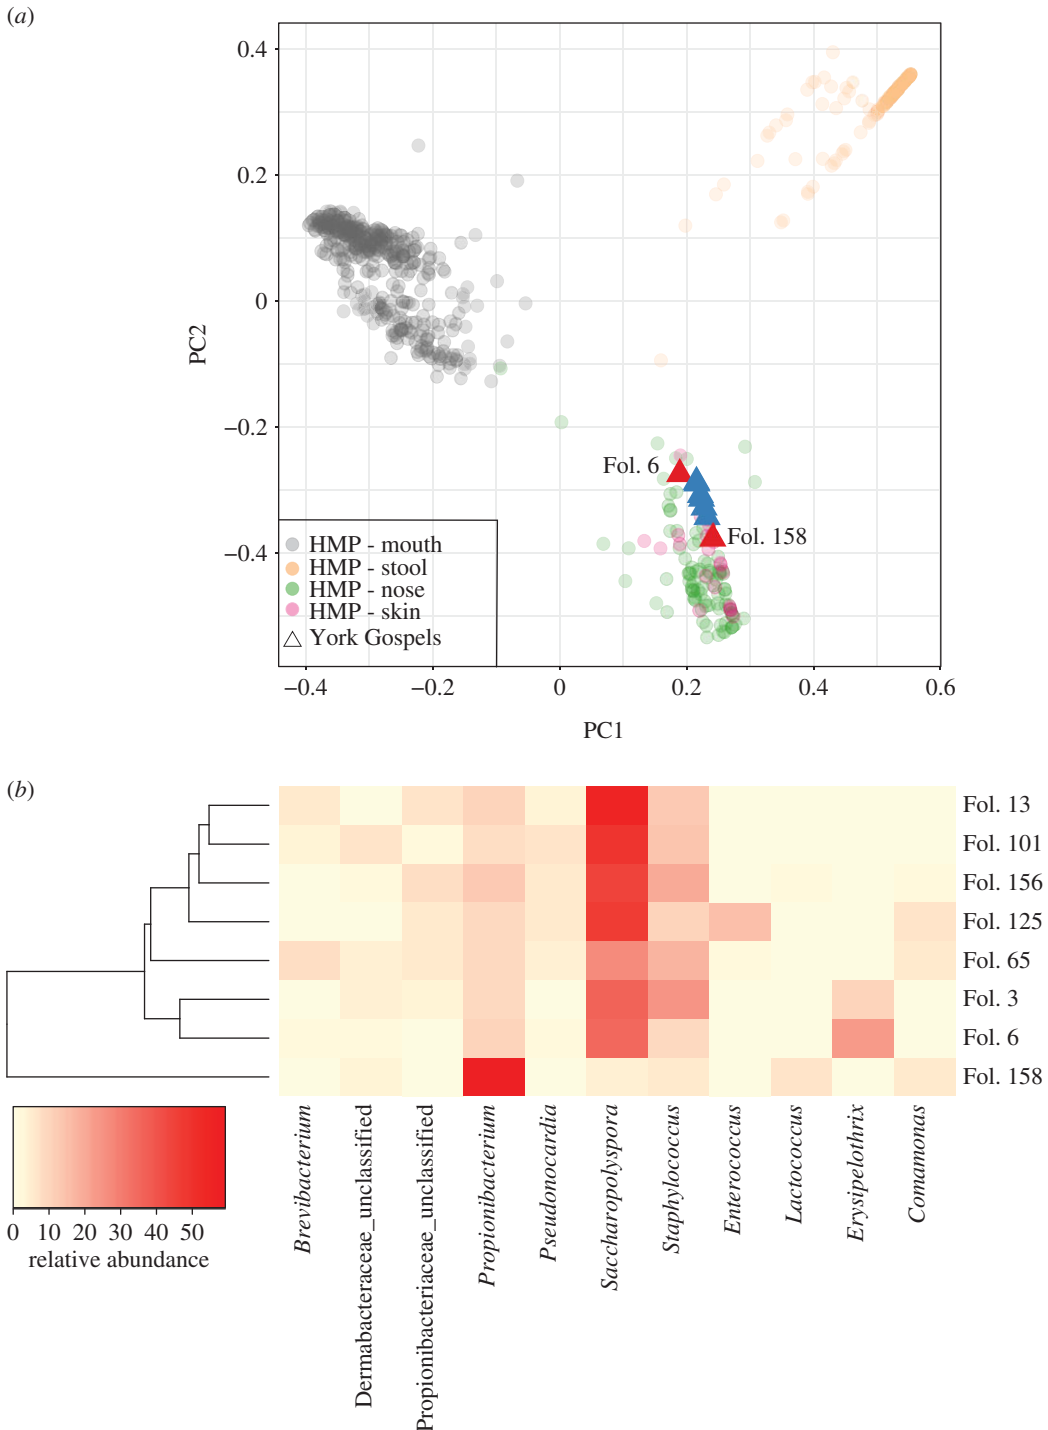 (a)
0.4
0.2
0
−0.2
−0.4
PC2
Fol. 6
Fol. 158
HMP - mouth
HMP - stool
HMP - nose
HMP - skin
York Gospels
−0.4 −0.2 0 0.2 0.4 0.6
PC1
(b)
Fol. 13
Fol. 101
Fol. 156
Fol. 125
Fol. 65
Fol. 3
Fol. 6
Fol. 158
0 10 20 30 40 50
relative abundance
Brevibacterium
Dermabacteraceae_unclassified
Propionibacteriaceae_unclassified
Propionibacterium
Pseudonocardia
Saccharopolyspora
Staphylococcus
Enterococcus
Lactococcus
Erysipelothrix
Comamonas